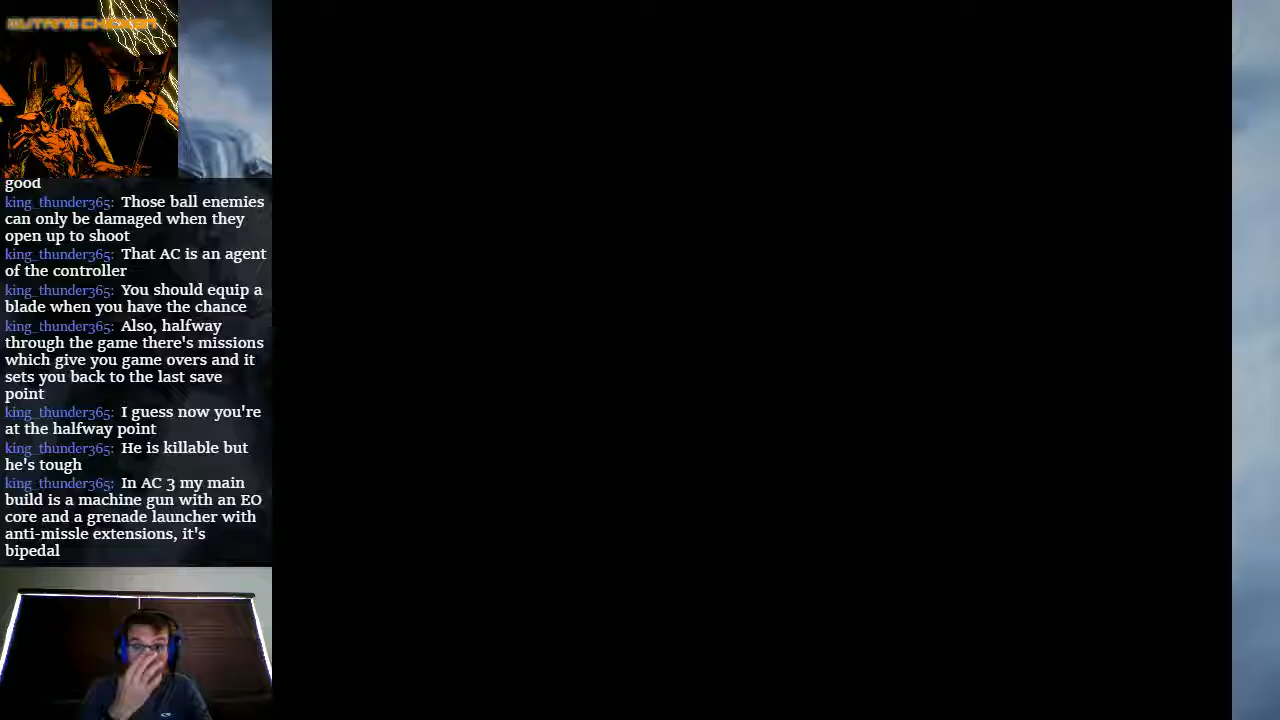 MUTANE CHICKEN
good
king_thunder365: Those ball enemies
can only be damaged when they
open up to shoot
king_thunder365: That AC is an agent
of the controller
king_thunder365: You should equip a
blade when you have the chance
king_thunder365: Also, halfway
through the game there's missions
which give you game overs and it
sets you back to the last save
point
king_thunder365: I guess now you're
at the halfway point
king_thunder365: He is killable but
he's tough
king_thunder365: In AC 3 my main
build is a machine gun with an EO
core and a grenade launcher with
anti-missle extensions, it's
bipedal